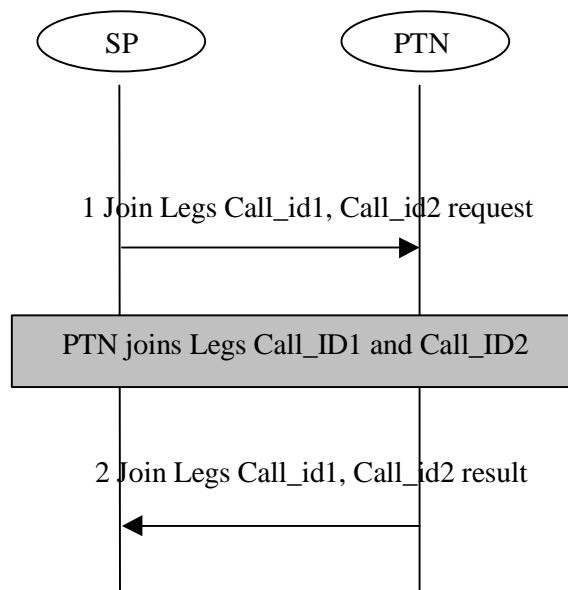 SP
PTN
1 Join Legs Call_id1, Call_id2 request
PTN joins Legs Call_ID1 and Call_ID2
2 Join Legs Call_id1, Call_id2 result